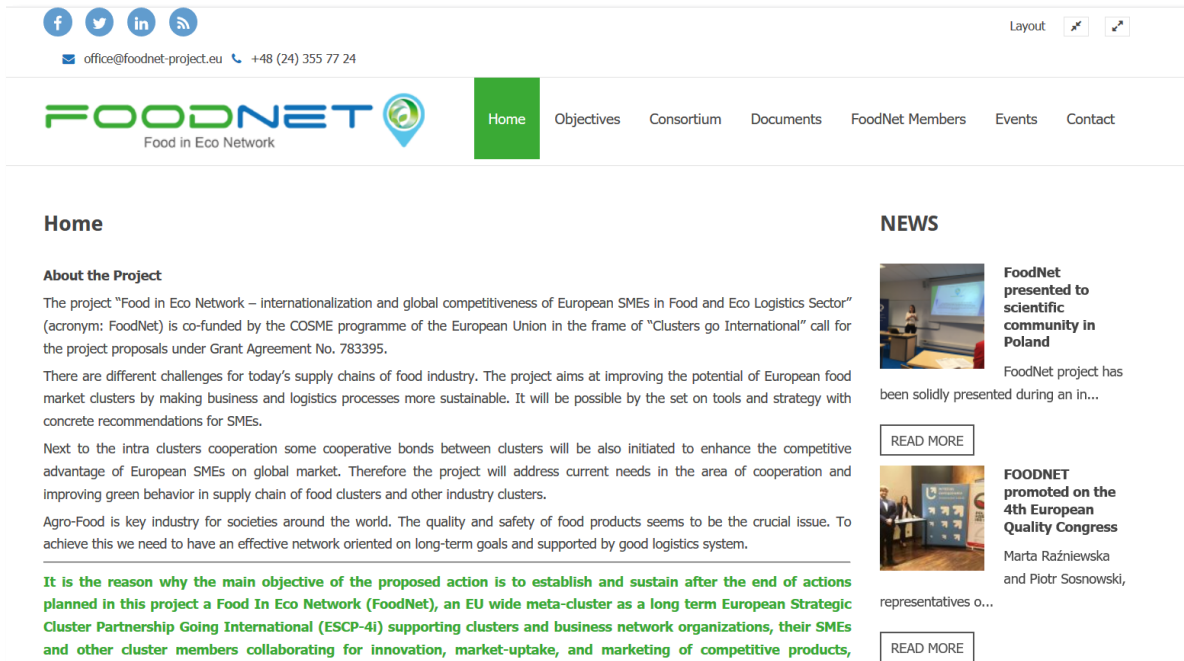 Layout
office@foodnet-project.eu +48 (24) 355 77 24
FOODNET
Food in Eco Network
Home Objectives Consortium Documents FoodNet Members Events Contact
Home
About the Project
The project “Food in Eco Network – internationalization and global competitiveness of European SMEs in Food and Eco Logistics Sector”
(acronym: FoodNet) is co-funded by the COSME programme of the European Union in the frame of “Clusters go International” call for
the project proposals under Grant Agreement No. 783395.
There are different challenges for today’s supply chains of food industry. The project aims at improving the potential of European food
market clusters by making business and logistics processes more sustainable. It will be possible by the set on tools and strategy with
concrete recommendations for SMEs.
Next to the intra clusters cooperation some cooperative bonds between clusters will be also initiated to enhance the competitive
advantage of European SMEs on global market. Therefore the project will address current needs in the area of cooperation and
improving green behavior in supply chain of food clusters and other industry clusters.
Agro-Food is key industry for societies around the world. The quality and safety of food products seems to be the crucial issue. To
achieve this we need to have an effective network oriented on long-term goals and supported by good logistics system.
It is the reason why the main objective of the proposed action is to establish and sustain after the end of actions
planned in this project a Food In Eco Network (FoodNet), an EU wide meta-cluster as a long term European Strategic
Cluster Partnership Going International (ESCP-4i) supporting clusters and business network organizations, their SMEs
and other cluster members collaborating for innovation, market-uptake, and marketing of competitive products,
NEWS
FoodNet
presented to
scientific
community in
Poland
FoodNet project has
been solidly presented during an in...
READ MORE
FOODNET
promoted on the
4th European
Quality Congress
Marta Raźniewska
and Piotr Sosnowski,
representatives o...
READ MORE